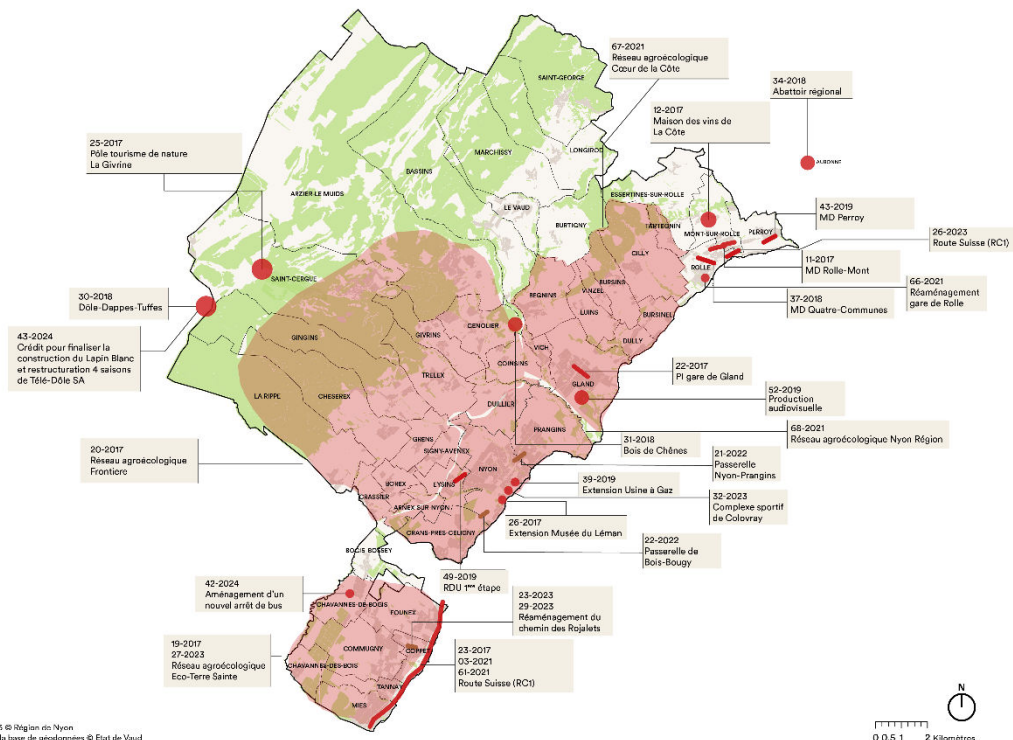 67-2021
Réseau agroécologique
Cœur de la Côte
34-2018
Abattoir régional
12-2017
Maison des vins de
La Côte
25-2017
Pôle tourisme de nature
La Givrine
43-2019
MD Perroy
26-2023
Route Suisse (RC1)
11-2017
MD Rolle-Mont
66-2021
Réaménagement
gare de Rolle
37-2018
MD Quatre-Communes
30-2018
Dôle-Dappes-Tuffes
43-2024
Crédit pour finaliser la
construction du Lapin Blanc
et restructuration 4 saisons
de Télé-Dôle SA
22-2017
PI gare de Gland
52-2019
Production
audiovisuelle
68-2021
Réseau agroécologique Nyon Région
31-2018
Bois de Chênes
21-2022
Passerelle
Nyon-Prangins
20-2017
Réseau agroécologique
Frontiere
39-2019
Extension Usine à Gaz
32-2023
Complexe sportif
de Colovray
26-2017
Extension Musée du Léman
22-2022
Passerelle de
Bois-Bougy
49-2019
RDU 1ère étape
42-2024
Aménagement d'un
nouvel arrêt de bus
23-2023
29-2023
Réaménagement du
chemin des Rojalets
19-2017
27-2023
Réseau agroécologique
Eco-Terre Sainte
23-2017
03-2021
61-2021
Route Suisse (RC1)
SAINT-GEORGE
LONGIROD
MARCHISSY
BASSINS
ARZIER-LE MUIDS
LE VAUD
BURTIGNY
ESSERTINES-SUR-ROLLE
TARTEGNIN
MONT-SUR-ROLLE
PERROY
AUBONNE
ROLLE
GILLY
BURSINS
VINZEL
BEGNINS
LUINS
BURSINEL
DULLY
SAINT-CERGUE
GENOLIER
GIVRINS
GINGINS
VICH
COINSINS
GLAND
TRELEX
LA RIPPE
CHESEREX
DUILLIER
PRANGINS
GRENS
SIGNY-AVENEX
NYON
EYSINS
BOREX
CRASSIER
ARNEX-SUR-NYON
CRANS-PRÈS-CÉLIGNY
BOGIS-BOSSEY
CHAVANNES-DE-BOGIS
FOUNEX
COMMUGNY
COPPET
CHAVANNES-DES-BOIS
TANNAY
MIES
© Région de Nyon
la base de géodonnées © État de Vaud
N
0 0.5 1 2 Kilomètres